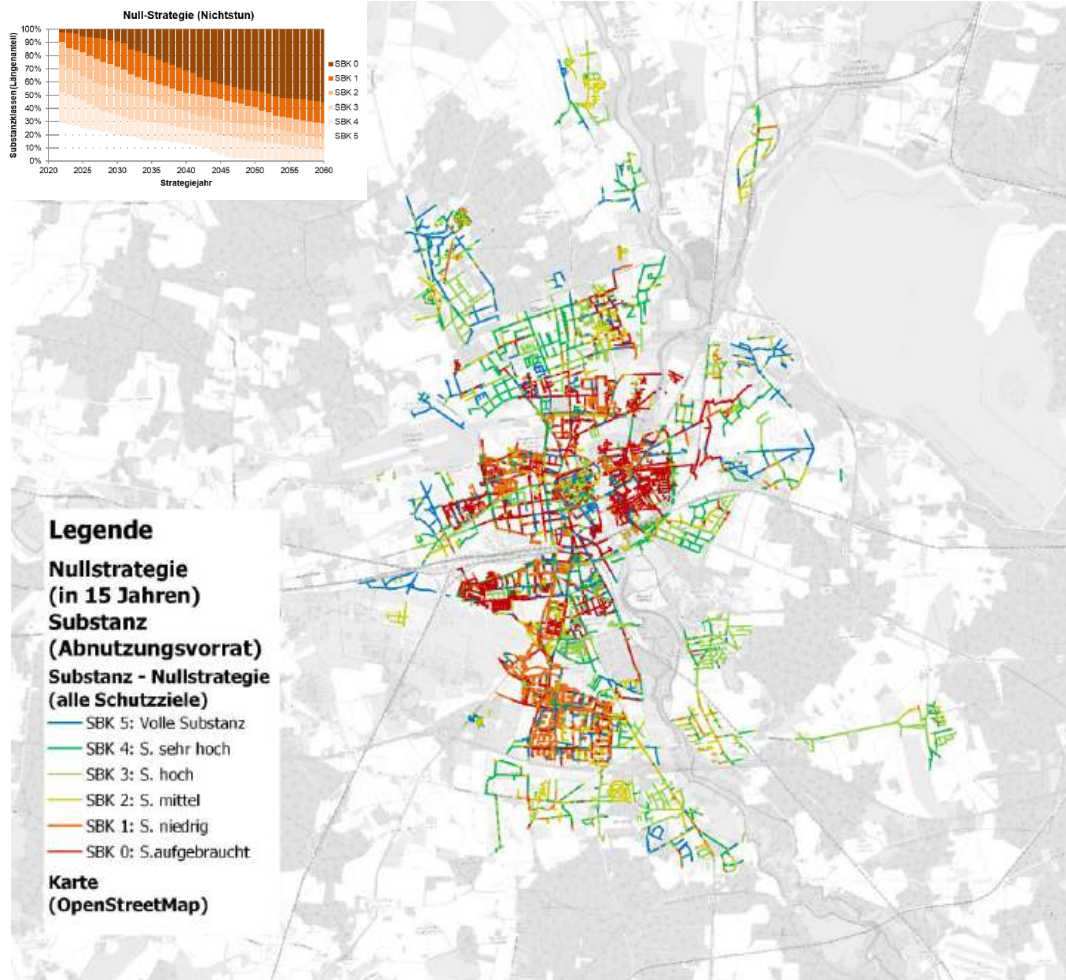 Null-Strategie (Nichtstun)
Substanzklassen(Längenanteil)
100%
90%
80%
70%
60%
50%
40%
30%
20%
10%
0%
2020 2025 2030 2035 2040 2045 2050 2055 2060
Strategiejahr
SBK 0
SBK 1
SBK 2
SBK 3
SBK 4
SBK 5
Legende
Nullstrategie
(in 15 Jahren)
Substanz
(Abnutzungsvorrat)
Substanz - Nullstrategie
(alle Schutzziele)
SBK 5: Volle Substanz
SBK 4: S. sehr hoch
SBK 3: S. hoch
SBK 2: S. mittel
SBK 1: S. niedrig
SBK 0: S.aufgebraucht
Karte
(OpenStreetMap)